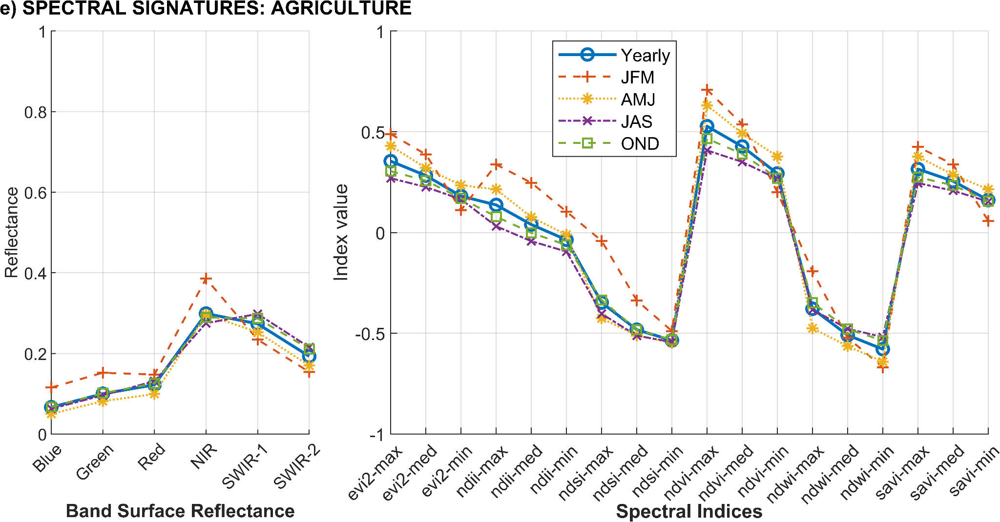 e) SPECTRAL SIGNATURES: AGRICULTURE
1
0.8
0.6
0.4
0.2
0
Reflectance
Blue
Green
Red
NIR
SWIR-1
SWIR-2
Band Surface Reflectance
1
0.5
0
-0.5
-1
Index value
Yearly
JFM
AMJ
JAS
OND
evi2-max
evi2-med
evi2-min
ndii-max
ndii-med
ndii-min
ndsi-max
ndsi-med
ndsi-min
ndvi-max
ndvi-med
ndvi-min
ndwi-max
ndwi-med
ndwi-min
savi-max
savi-med
savi-min
Spectral Indices